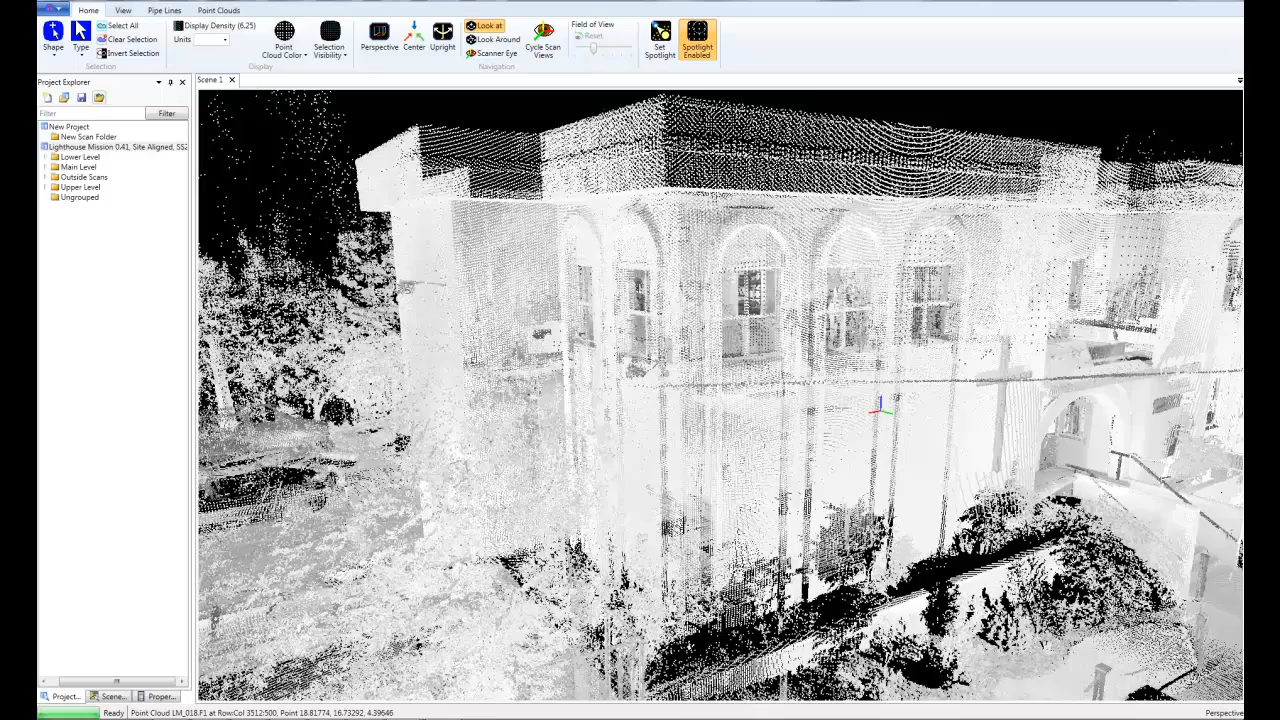 Home View Pipe Lines Point Clouds
Shape
Type
Select All
Clear Selection
Invert Selection
Selection
Display Density (6.25)
Units
Point
Cloud Color
Selection
Visibility
Display
Perspective
Center
Upright
Look at
Look Around
Scanner Eye
Cycle Scan
Views
Navigation
Field of View
Reset
Set
Spotlight
Spotlight
Enabled
Project Explorer
Scene 1
Filter
Filter
New Project
New Scan Folder
Lighthouse Mission 0.41, Site Aligned, SS2
Lower Level
Main Level
Outside Scans
Upper Level
Ungrouped
Project... Scene... Proper...
Ready Point Cloud LM_018.F1 at Row:Col 3512:500, Point 18.81774, 16.73292, 4.39646
Perspective